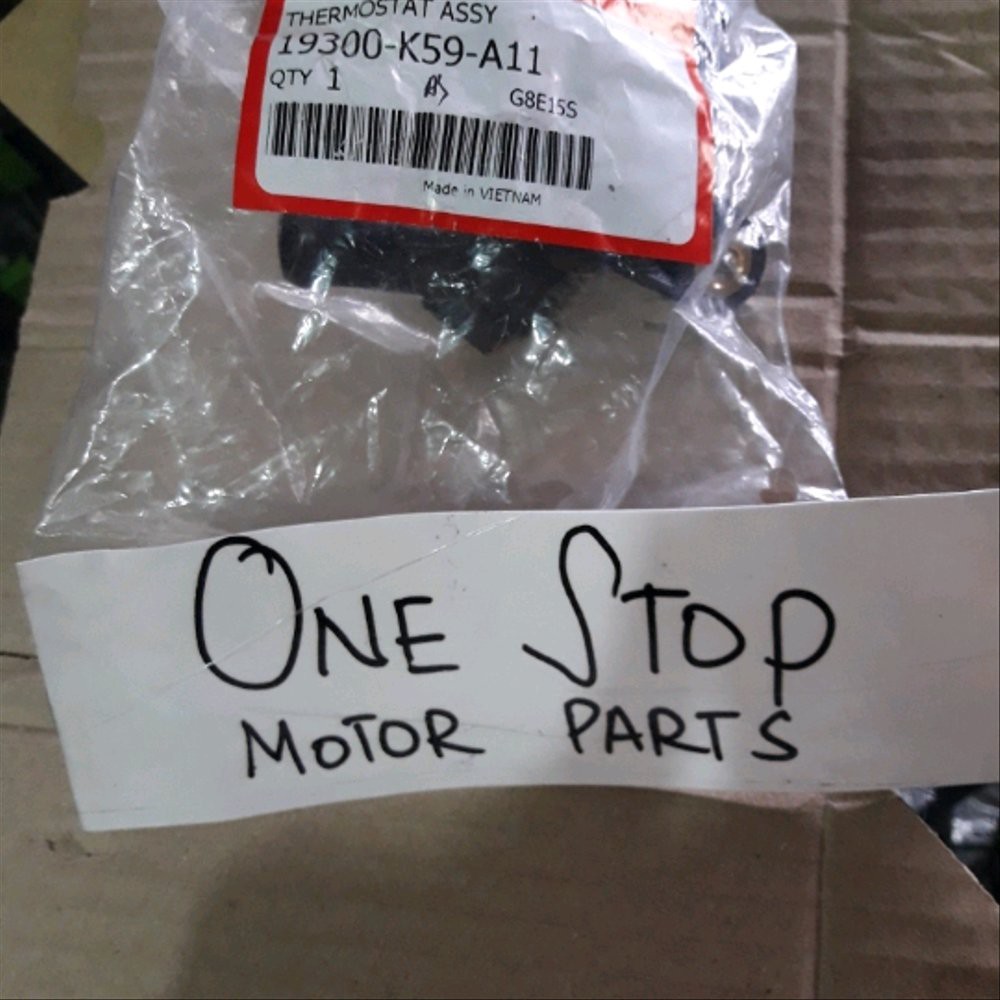 THERMOSTAT ASSY
19300-K59-A11
QTY 1 G8E15S
Made in VIETNAM
ONE STOP
MOTOR PARTS